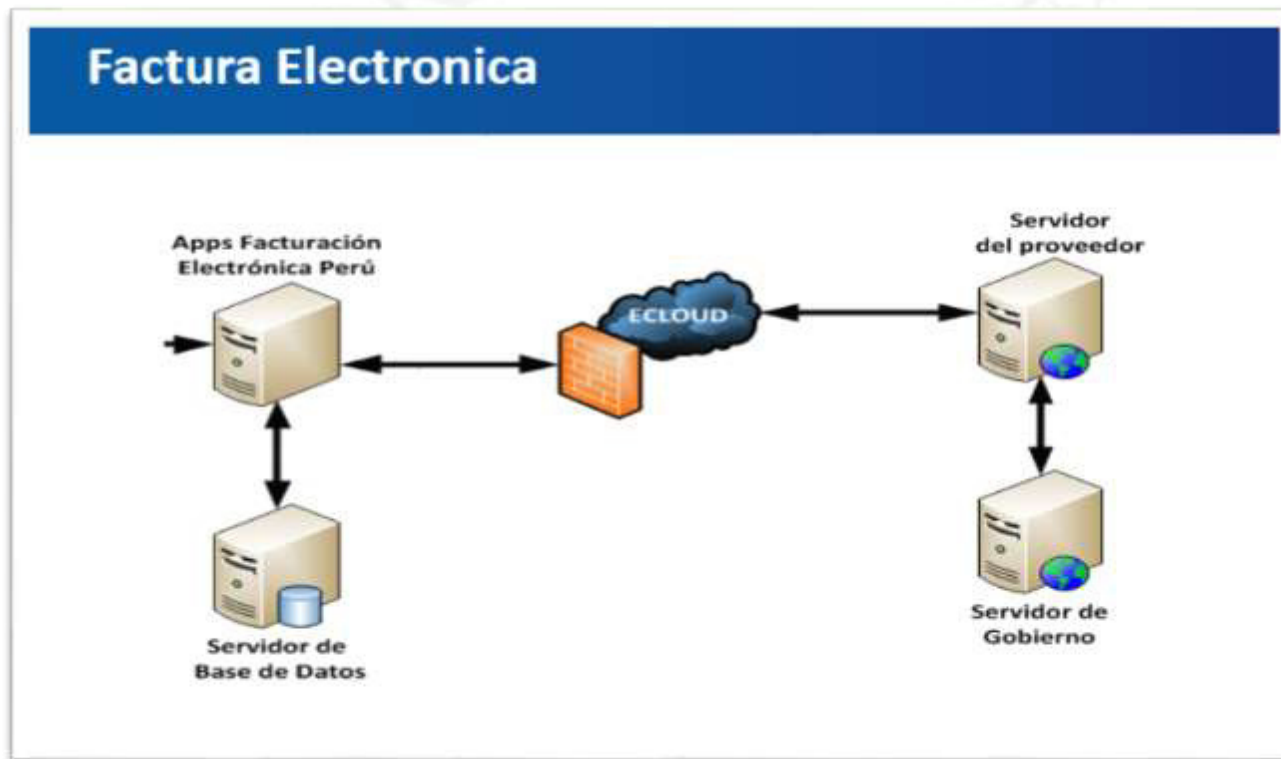 Factura Electronica
Apps Facturación
Electrónica Perú
ECLOUD
Servidor
del proveedor
Servidor de
Base de Datos
Servidor de
Gobierno